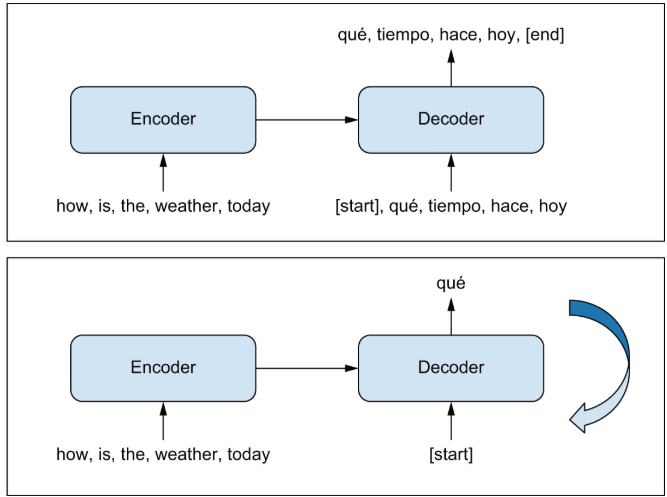 qué, tiempo, hace, hoy, [end]
Encoder
Decoder
how, is, the, weather, today
[start], qué, tiempo, hace, hoy
qué
Encoder
Decoder
how, is, the, weather, today
[start]